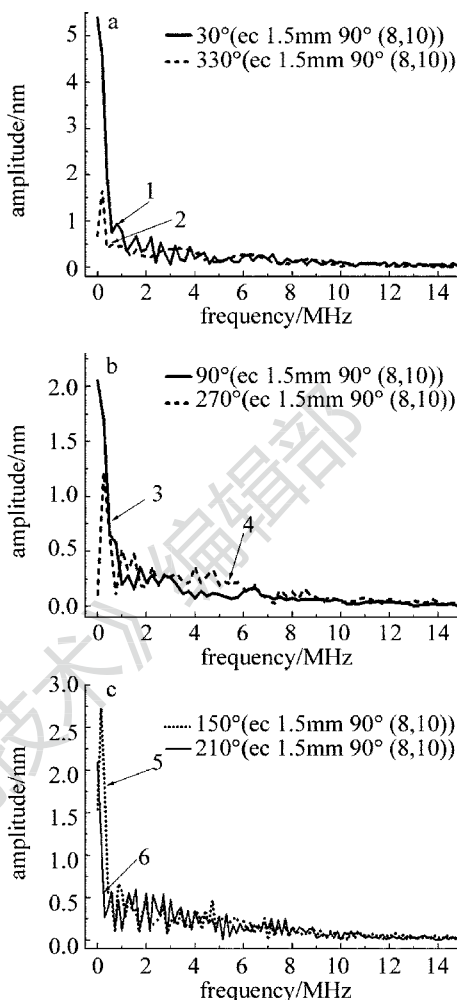 a
30°(ec 1.5mm 90° (8,10))
330°(ec 1.5mm 90° (8,10))
5
4
3
2
1
0
1
2
amplitude/nm
0 2 4 6 8 10 12 14
frequency/MHz
b
90°(ec 1.5mm 90° (8,10))
270°(ec 1.5mm 90° (8,10))
2.0
1.5
1.0
0.5
0.0
3
4
amplitude/nm
0 2 4 6 8 10 12 14
frequency/MHz
c
150°(ec 1.5mm 90° (8,10))
210°(ec 1.5mm 90° (8,10))
3.0
2.5
2.0
1.5
1.0
0.5
0.0
5
6
amplitude/nm
0 2 4 6 8 10 12 14
frequency/MHz
技术》编辑部